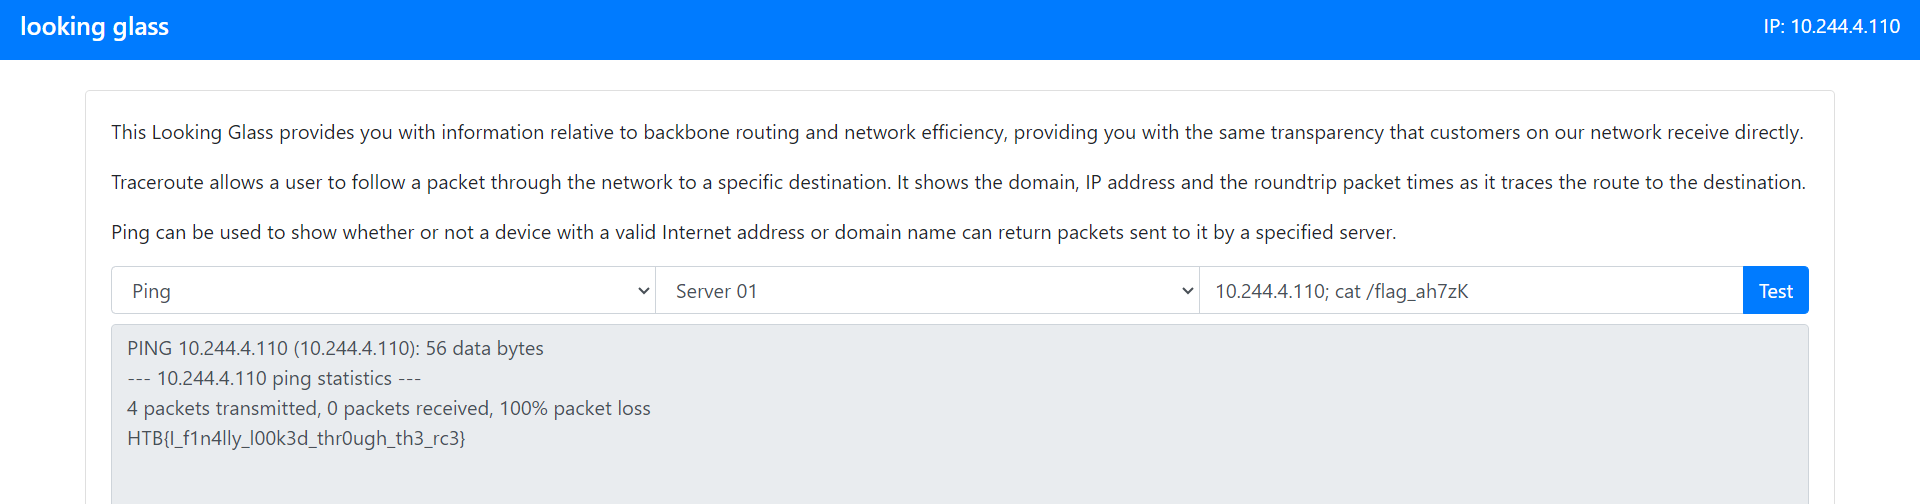 looking glass
IP: 10.244.4.110
This Looking Glass provides you with information relative to backbone routing and network efficiency, providing you with the same transparency that customers on our network receive directly.
Traceroute allows a user to follow a packet through the network to a specific destination. It shows the domain, IP address and the roundtrip packet times as it traces the route to the destination.
Ping can be used to show whether or not a device with a valid Internet address or domain name can return packets sent to it by a specified server.
Ping
Server 01
10.244.4.110; cat /flag_ah7zK
Test
PING 10.244.4.110 (10.244.4.110): 56 data bytes
--- 10.244.4.110 ping statistics ---
4 packets transmitted, 0 packets received, 100% packet loss
HTB{I_f1n4lly_l00k3d_thr0ugh_th3_rc3}